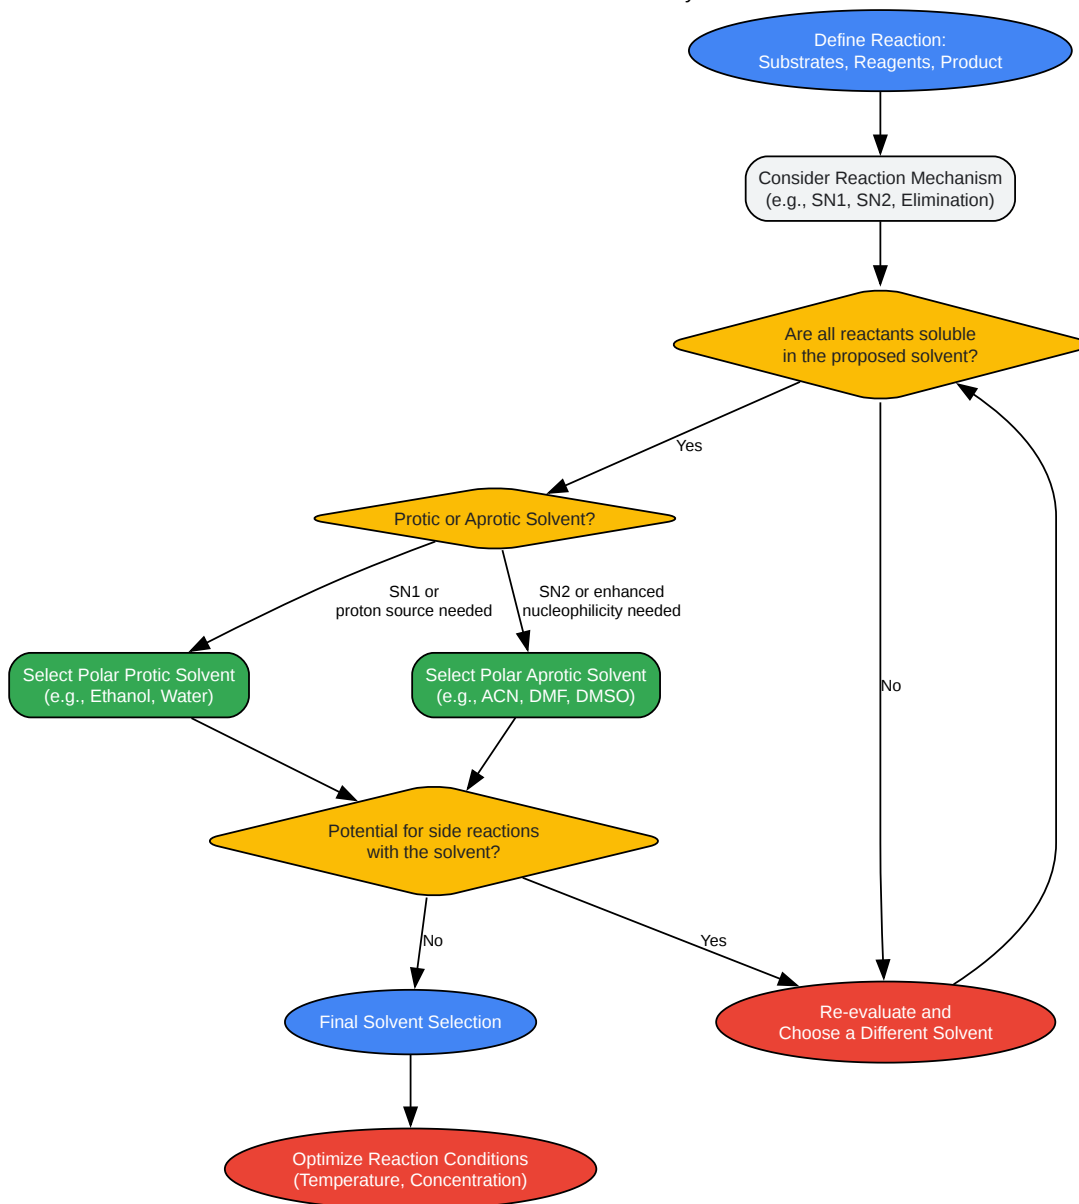 Define Reaction:
Substrates, Reagents, Product
Consider Reaction Mechanism
(e.g., SN1, SN2, Elimination)
Are all reactants soluble
in the proposed solvent?
Yes
Protic or Aprotic Solvent?
SN1 or
proton source needed
SN2 or enhanced
nucleophilicity needed
Select Polar Protic Solvent
(e.g., Ethanol, Water)
Select Polar Aprotic Solvent
(e.g., ACN, DMF, DMSO)
No
Potential for side reactions
with the solvent?
No
Yes
Final Solvent Selection
Re-evaluate and
Choose a Different Solvent
Optimize Reaction Conditions
(Temperature, Concentration)